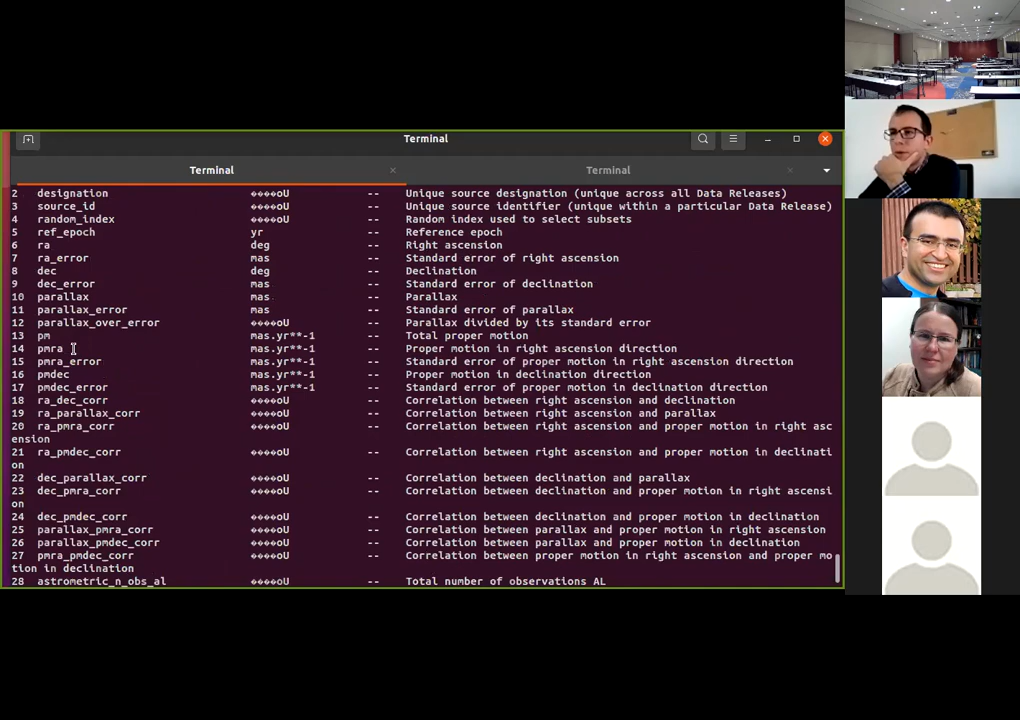 Terminal
Terminal
Terminal
2 designation ����oU -- Unique source designation (unique across all Data Releases)
3 source_id ����oU -- Unique source identifier (unique within a particular Data Release)
4 random_index ����oU -- Random index used to select subsets
5 ref_epoch yr -- Reference epoch
6 ra deg -- Right ascension
7 ra_error mas -- Standard error of right ascension
8 dec deg -- Declination
9 dec_error mas -- Standard error of declination
10 parallax mas -- Parallax
11 parallax_error mas -- Standard error of parallax
12 parallax_over_error ����oU -- Parallax divided by its standard error
13 pm mas.yr**-1 -- Total proper motion
14 pmra mas.yr**-1 -- Proper motion in right ascension direction
15 pmra_error mas.yr**-1 -- Standard error of proper motion in right ascension direction
16 pmdec mas.yr**-1 -- Proper motion in declination direction
17 pmdec_error mas.yr**-1 -- Standard error of proper motion in declination direction
18 ra_dec_corr ����oU -- Correlation between right ascension and declination
19 ra_parallax_corr ����oU -- Correlation between right ascension and parallax
20 ra_pmra_corr ����oU -- Correlation between right ascension and proper motion in right asc
ension
21 ra_pmdec_corr ����oU -- Correlation between right ascension and proper motion in declinati
on
22 dec_parallax_corr ����oU -- Correlation between declination and parallax
23 dec_pmra_corr ����oU -- Correlation between declination and proper motion in right ascensi
on
24 dec_pmdec_corr ����oU -- Correlation between declination and proper motion in declination
25 parallax_pmra_corr ����oU -- Correlation between parallax and proper motion in right ascension
26 parallax_pmdec_corr ����oU -- Correlation between parallax and proper motion in declination
27 pmra_pmdec_corr ����oU -- Correlation between proper motion in right ascension and proper mo
tion in declination
28 astrometric_n_obs_al ����oU -- Total number of observations AL